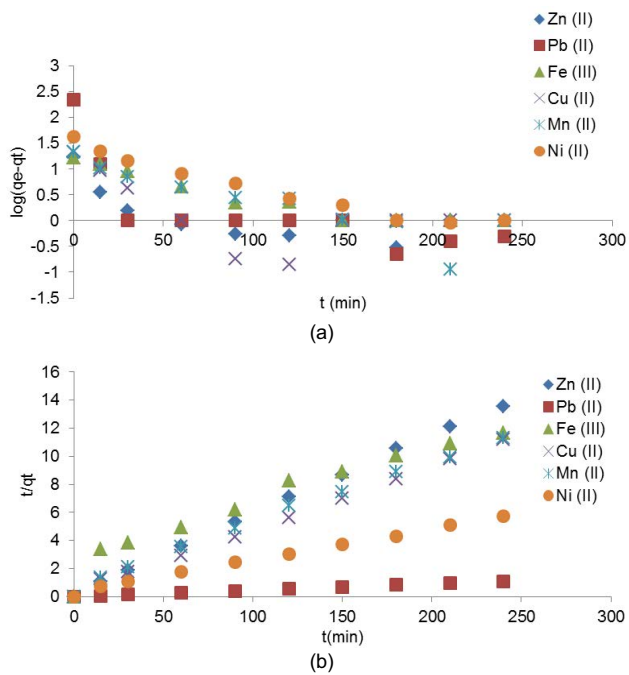 Zn (II)
Pb (II)
Fe (III)
Cu (II)
Mn (II)
Ni (II)
3
2.5
2
1.5
1
0.5
0
-0.5
-1
-1.5
log(qe-qt)
0 50 100 150 200 250 300
t (min)
(a)
16
14
12
10
8
6
4
2
0
t/qt
Zn (II)
Pb (II)
Fe (III)
Cu (II)
Mn (II)
Ni (II)
0 50 100 150 200 250 300
t(min)
(b)